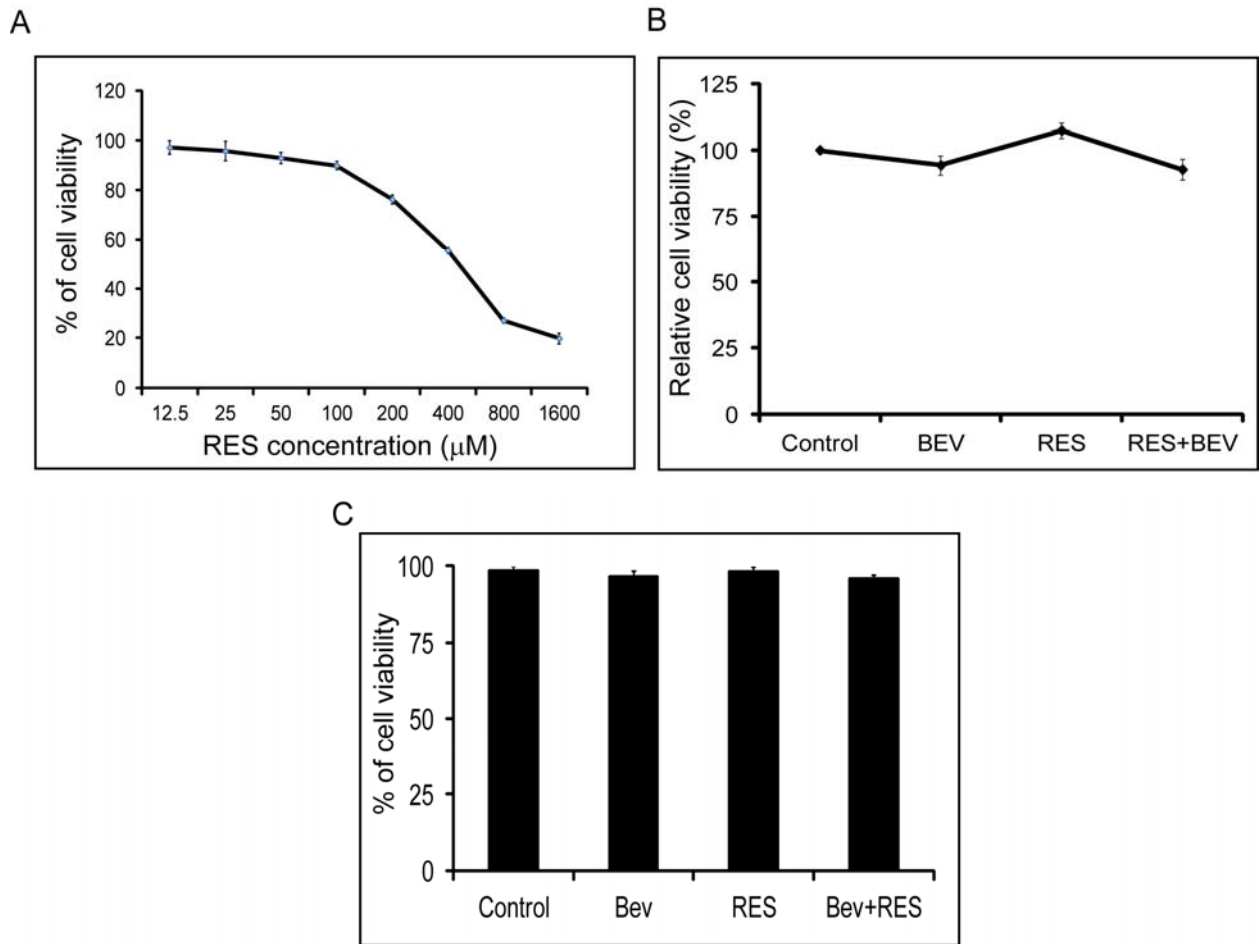 A
% of cell viability
120
100
80
60
40
20
0
12.5 25 50 100 200 400 800 1600
RES concentration (μM)
B
Relative cell viability (%)
125
100
75
50
25
0
Control BEV RES RES+BEV
C
% of cell viability
100
75
50
25
0
Control Bev RES Bev+RES